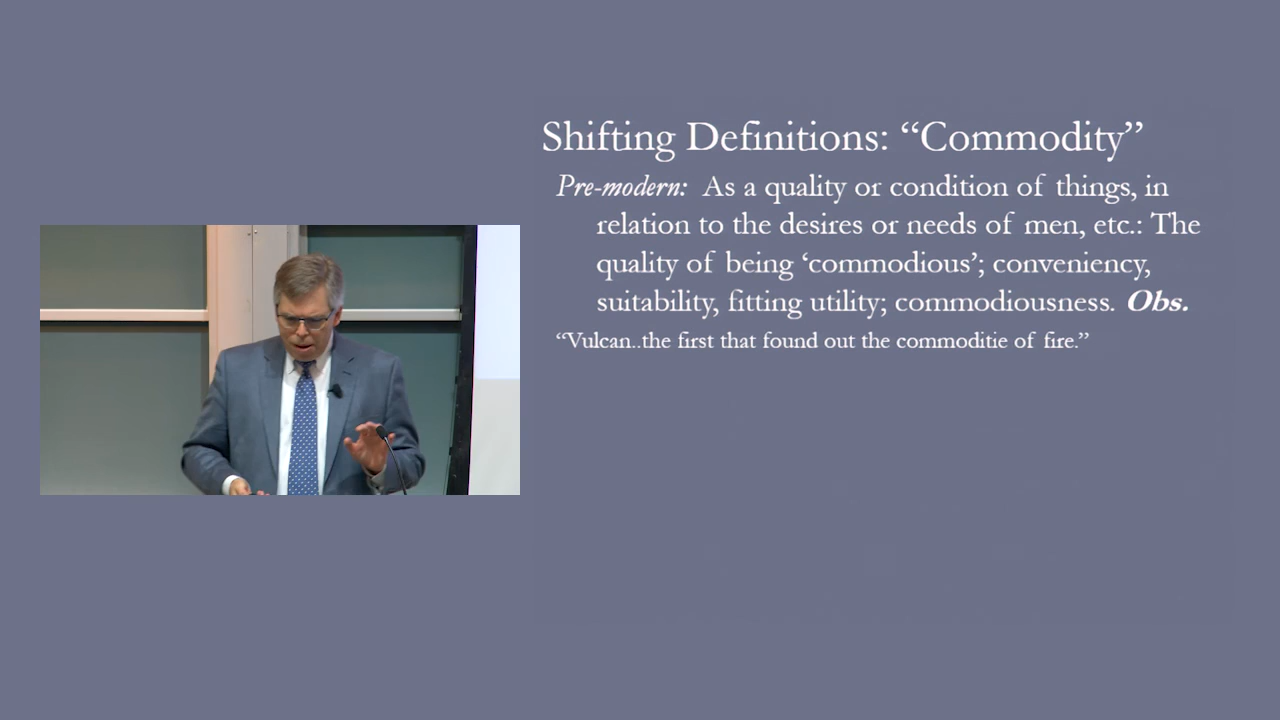 Shifting Definitions: “Commodity”
Pre-modern: As a quality or condition of things, in
relation to the desires or needs of men, etc.: The
quality of being ‘commodious’; conveniency,
suitability, fitting utility; commodiousness. Obs.
“Vulcan..the first that found out the commoditie of fire.”